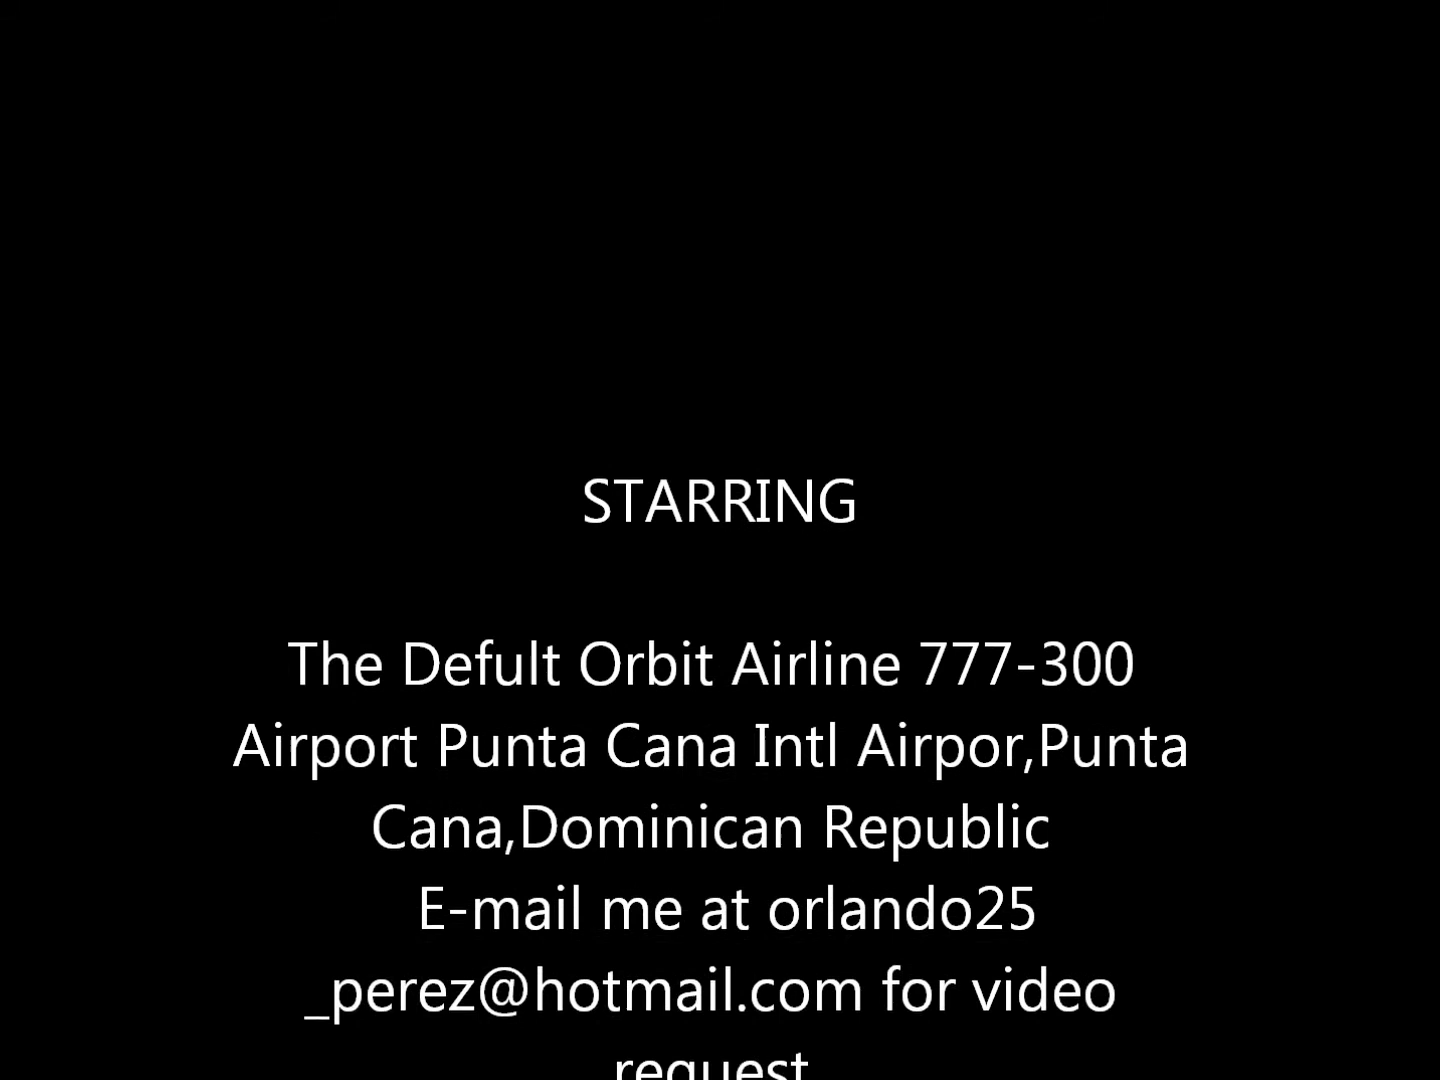 STARRING
The Defult Orbit Airline 777-300
Airport Punta Cana Intl Airpor,Punta
Cana,Dominican Republic
E-mail me at orlando25
_perez@hotmail.com for video
request